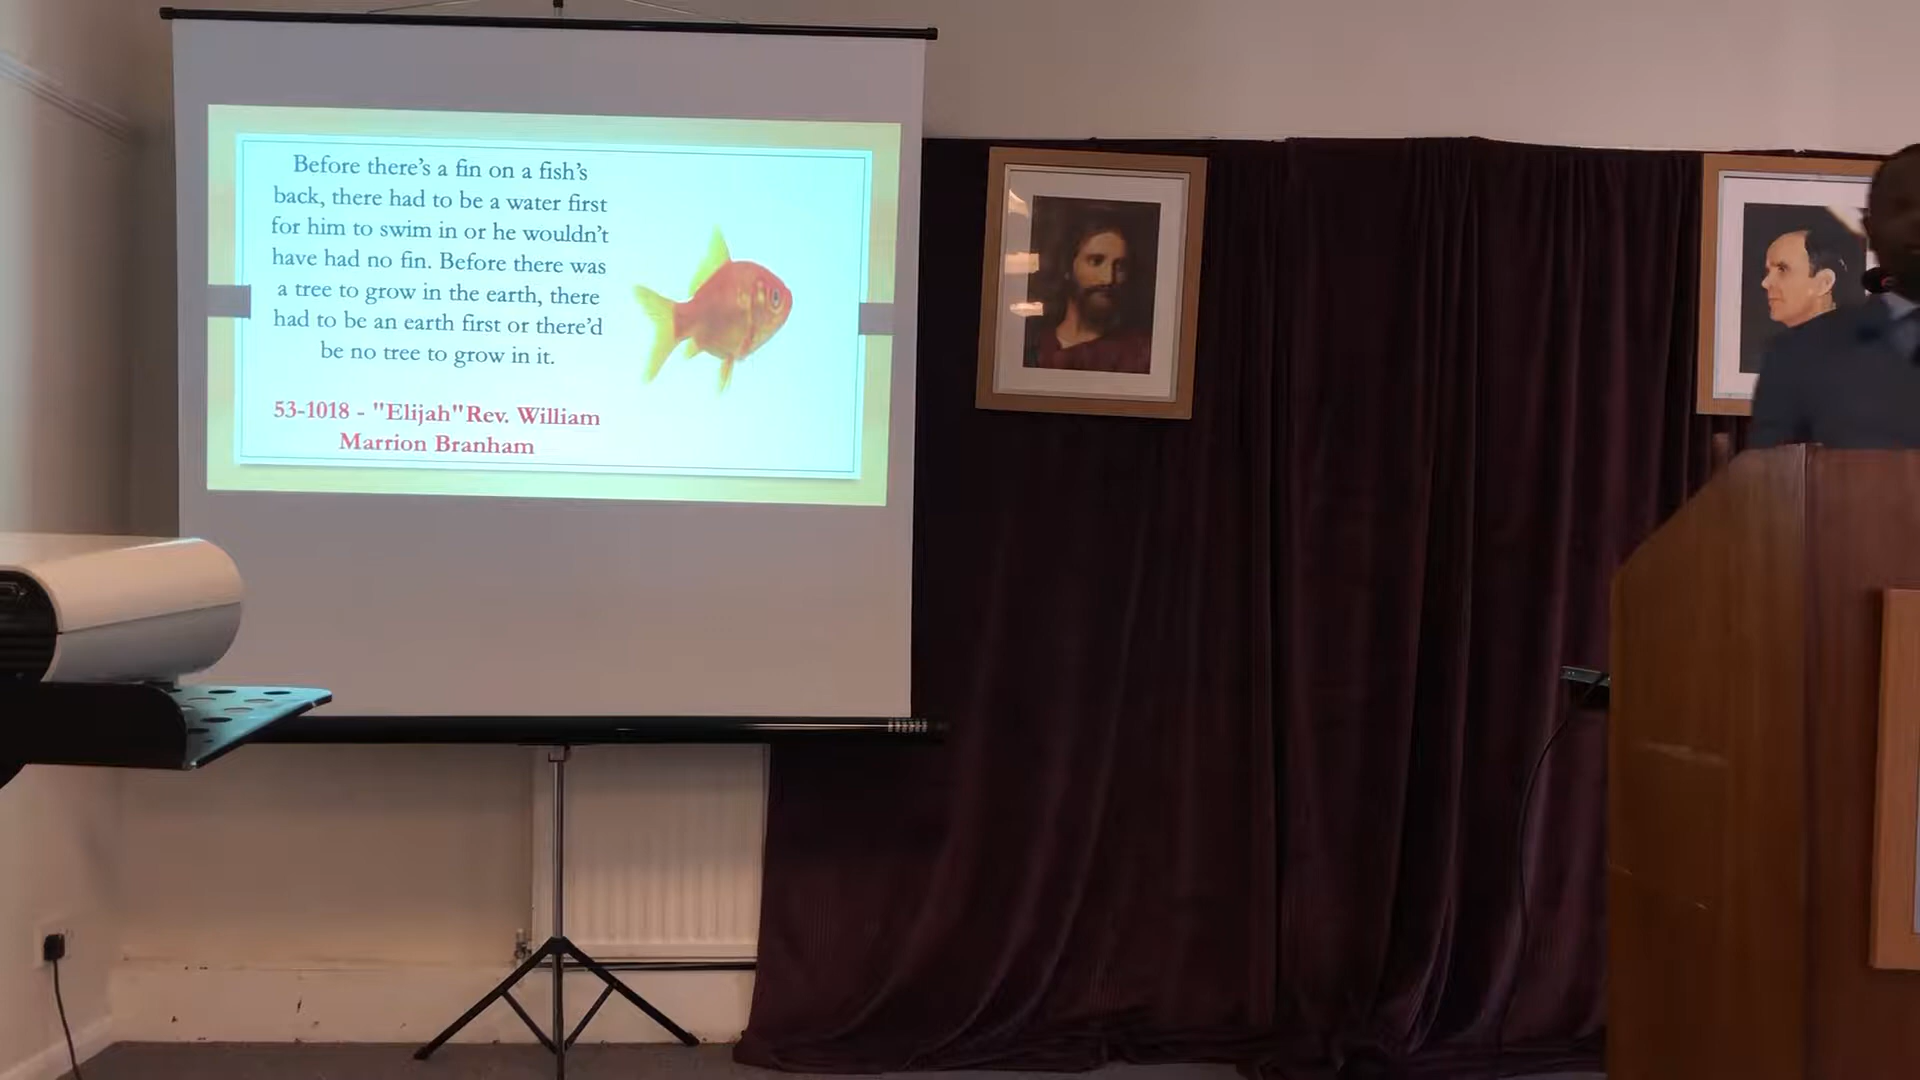 Before there's a fin on a fish's
back, there had to be a water first
for him to swim in or he wouldn't
have had no fin. Before there was
a tree to grow in the earth, there
had to be an earth first or there'd
be no tree to grow in it.
53-1018 - "Elijah"Rev. William
Marrion Branham